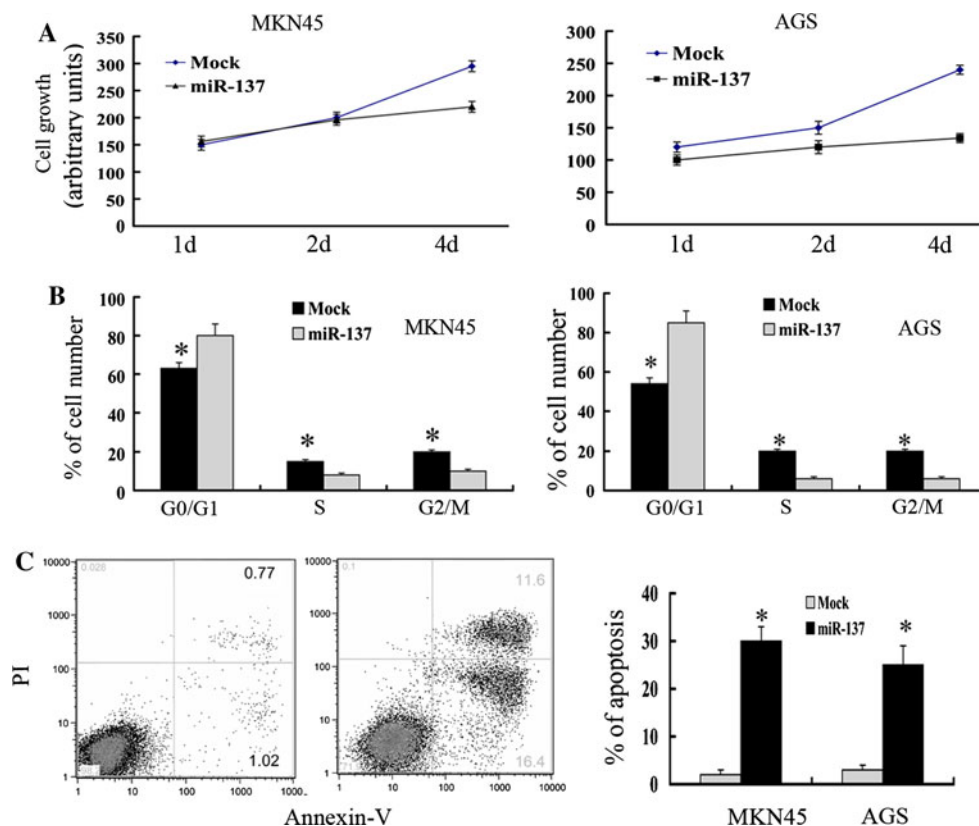 A
MKN45
AGS
Cell growth
(arbitrary units)
350
300
250
200
150
100
50
0
Mock
miR-137
1d
2d
4d
250
200
150
100
50
0
Mock
miR-137
1d
2d
4d
B
% of cell number
100
80
60
40
20
0
Mock
miR-137
MKN45
*
*
*
G0/G1
S
G2/M
% of cell number
100
80
60
40
20
0
Mock
miR-137
AGS
*
*
*
G0/G1
S
G2/M
C
PI
10000
1000
100
10
1
0.028
0.77
1.02
1
10
100
1000
10000
10000
1000
100
10
1
0.1
11.6
16.4
1
10
100
1000
10000
Annexin-V
% of apoptosis
40
30
20
10
0
Mock
miR-137
*
*
MKN45
AGS